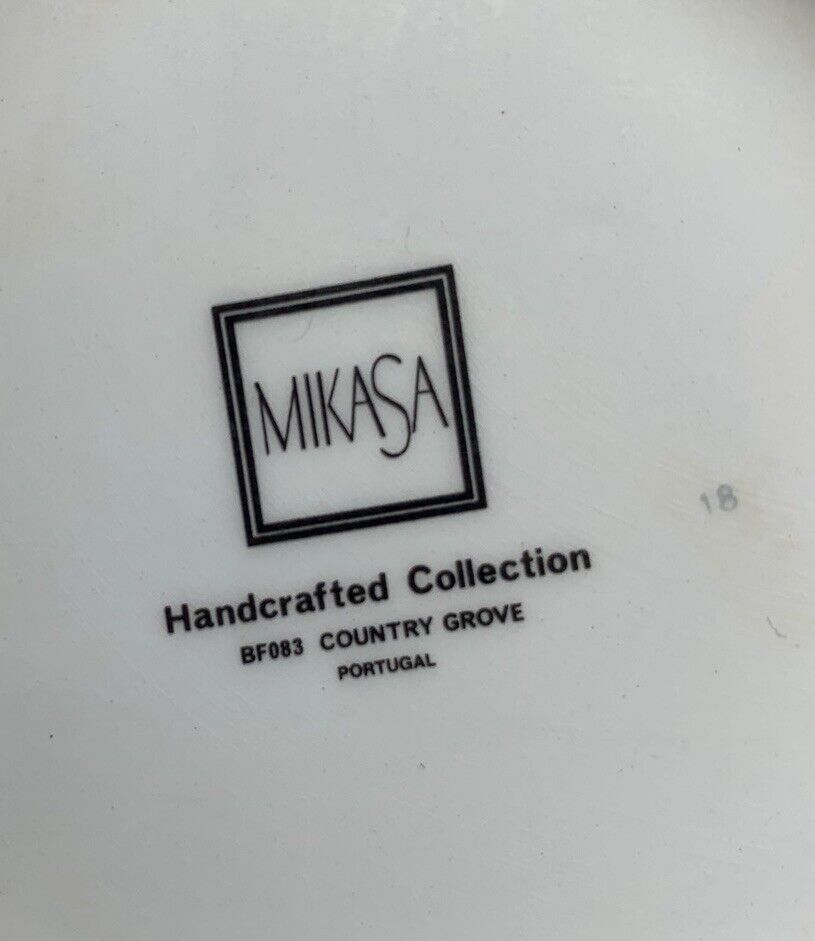 MIKASA
18
Handcrafted Collection
BF083 COUNTRY GROVE
PORTUGAL